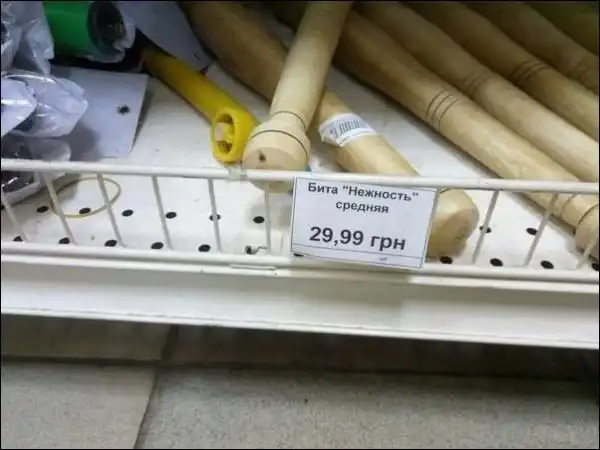 Бита "Нежность"
средняя
29,99 грн